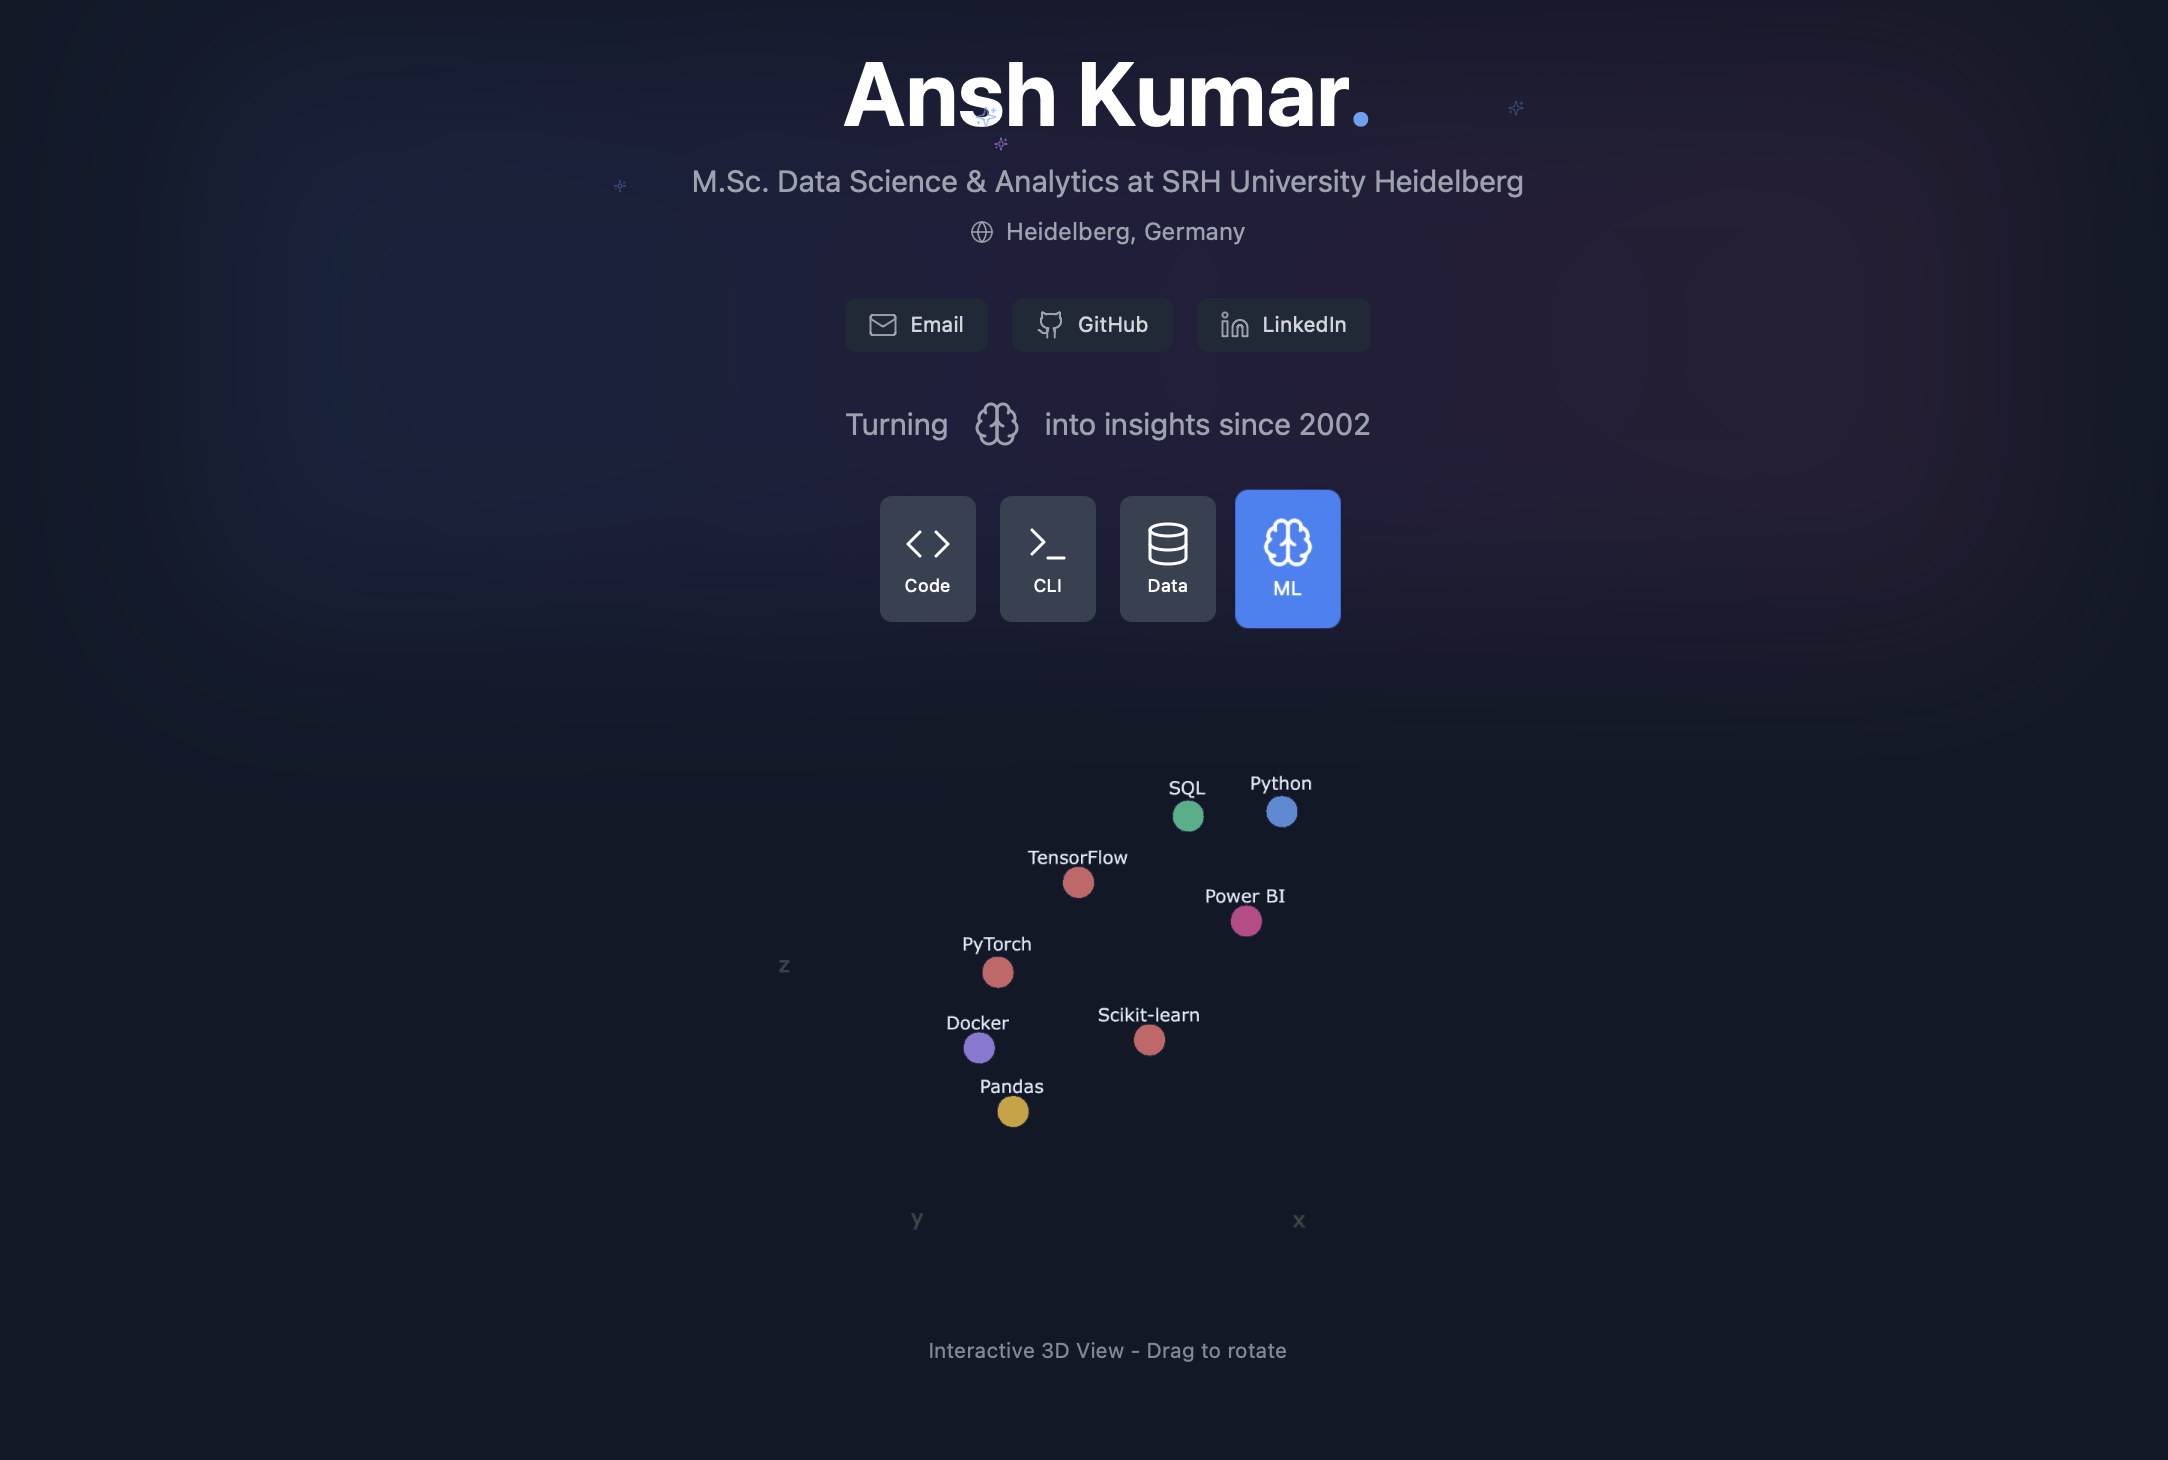 Ansh Kumar.
M.Sc. Data Science & Analytics at SRH University Heidelberg
Heidelberg, Germany
Email GitHub LinkedIn
Turning into insights since 2002
Code CLI Data ML
SQL Python
TensorFlow
Power BI
PyTorch
z
Scikit-learn
Docker
Pandas
y x
Interactive 3D View - Drag to rotate